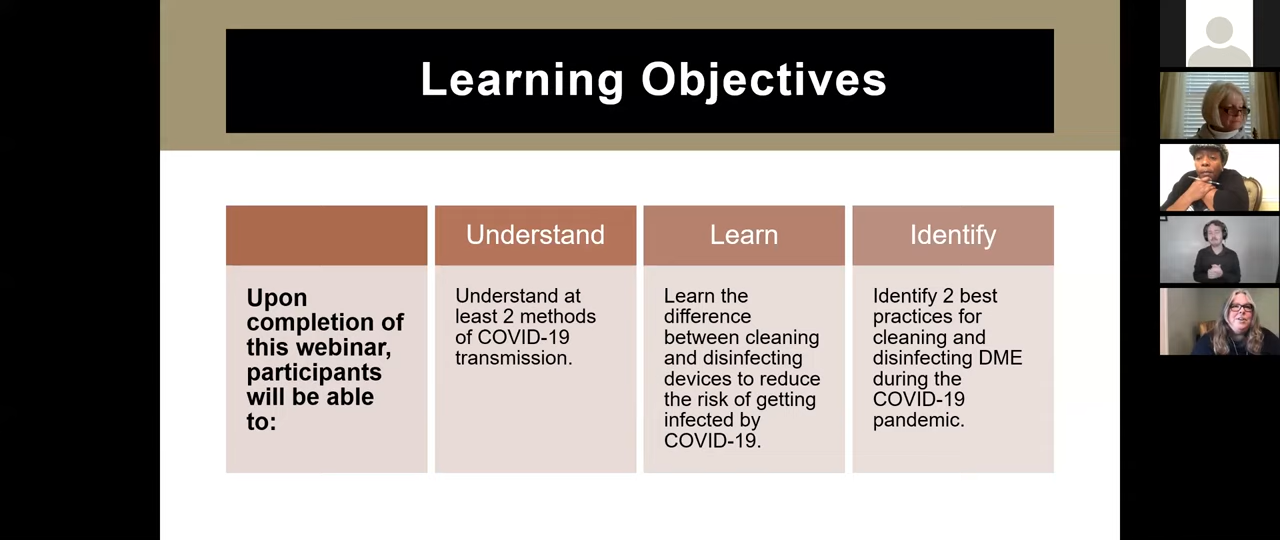 Learning Objectives
Upon
completion of
this webinar,
participants
will be able
to:
Understand
Understand at
least 2 methods
of COVID-19
transmission.
Learn
Learn the
difference
between cleaning
and disinfecting
devices to reduce
the risk of getting
infected by
COVID-19.
Identify
Identify 2 best
practices for
cleaning and
disinfecting DME
during the
COVID-19
pandemic.